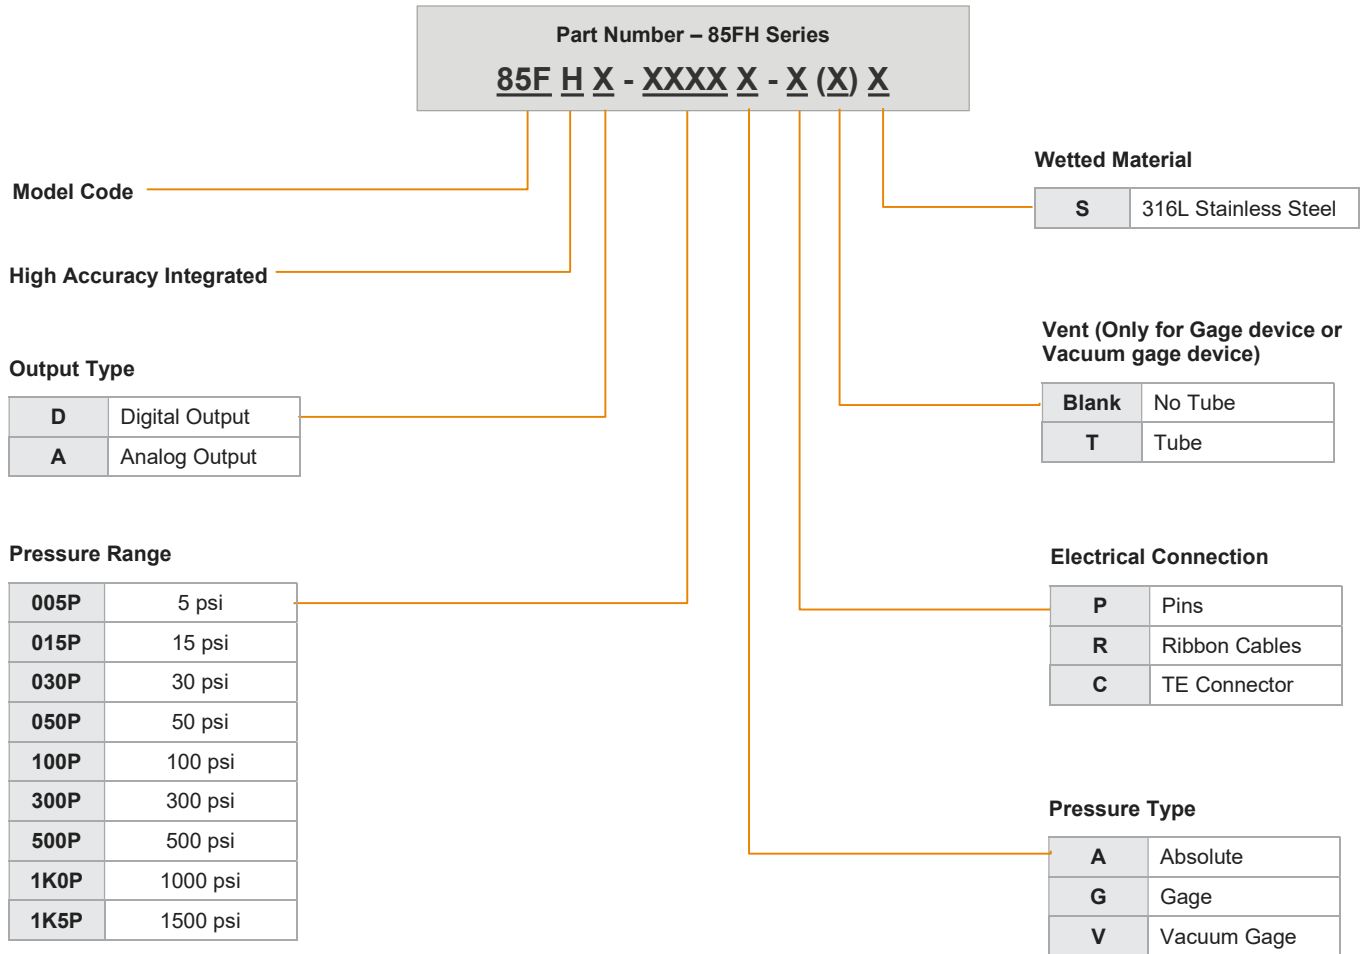 Part Number – 85FH Series
85F H X - XXXX X - X (X) X
Model Code
High Accuracy Integrated
Output Type
D Digital Output
A Analog Output
Pressure Range
005P 5 psi
015P 15 psi
030P 30 psi
050P 50 psi
100P 100 psi
300P 300 psi
500P 500 psi
1K0P 1000 psi
1K5P 1500 psi
Wetted Material
S 316L Stainless Steel
Vent (Only for Gage device or
Vacuum gage device)
Blank No Tube
T Tube
Electrical Connection
P Pins
R Ribbon Cables
C TE Connector
Pressure Type
A Absolute
G Gage
V Vacuum Gage